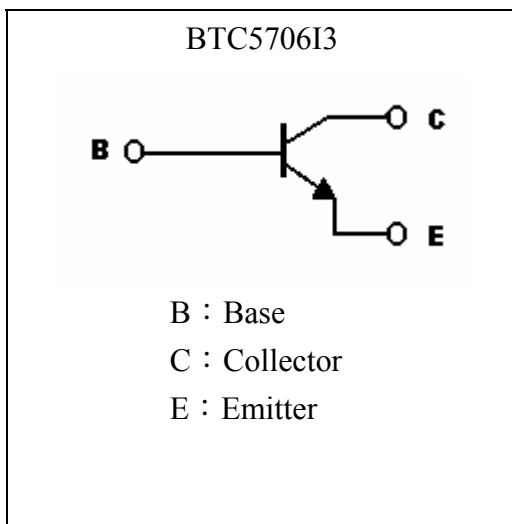 BTC5706I3
C
B
E
B：Base
C：Collector
E：Emitter